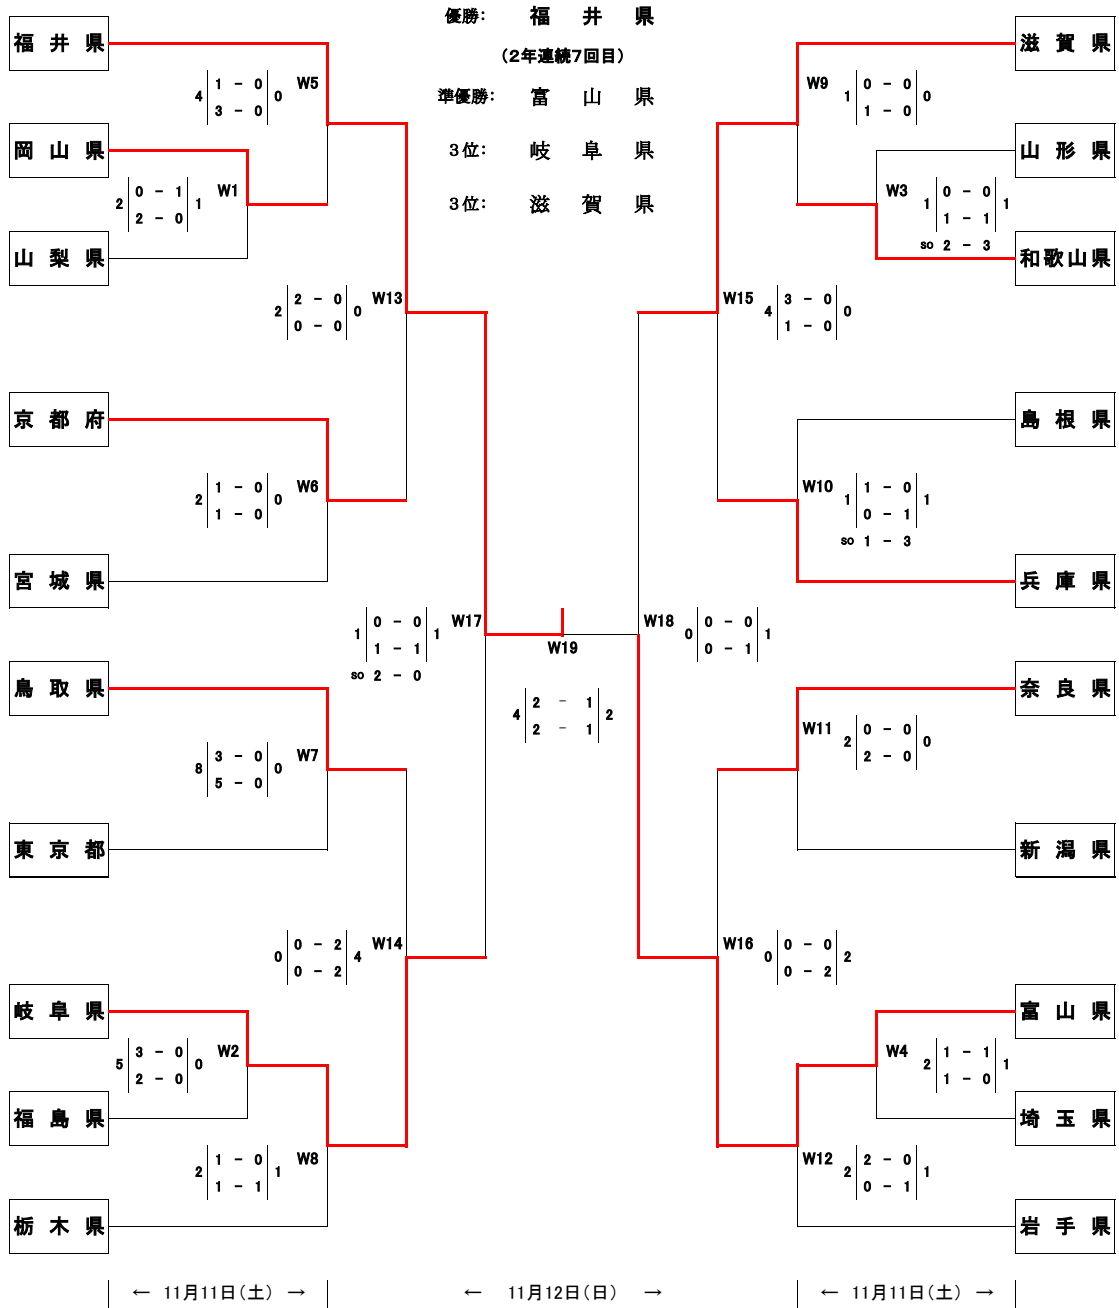 優勝： 福井県
（２年連続７回目）
準優勝： 富山県
３位： 岐阜県
３位： 滋賀県
福井県
W5
4 1 － 0 0
3 － 0
岡山県
W1
2 0 － 1 1
2 － 0
山梨県
W13
2 2 － 0 0
0 － 0
京都府
W6
2 1 － 0 0
1 － 0
宮城県
W17
1 0 － 0 1
1 － 1
so 2 － 0
鳥取県
W7
8 3 － 0 0
5 － 0
東京都
W14
0 0 － 2 4
0 － 2
岐阜県
W2
5 3 － 0 0
2 － 0
福島県
W8
2 1 － 0 1
1 － 1
栃木県
W19
4 2 － 1 2
2 － 1
滋賀県
W9
1 0 － 0 0
1 － 0
山形県
W3
1 0 － 0 1
1 － 1
so 2 － 3
和歌山県
W15
4 3 － 0 0
1 － 0
島根県
W10
1 1 － 0 1
0 － 1
so 1 － 3
兵庫県
W18
0 0 － 0 1
0 － 1
奈良県
W11
2 0 － 0 0
2 － 0
新潟県
W16
0 0 － 0 2
0 － 2
富山県
W4
2 1 － 1 1
1 － 0
埼玉県
W12
2 2 － 0 1
0 － 1
岩手県
← 11月11日（土） → ← 11月12日（日） → ← 11月11日（土） →